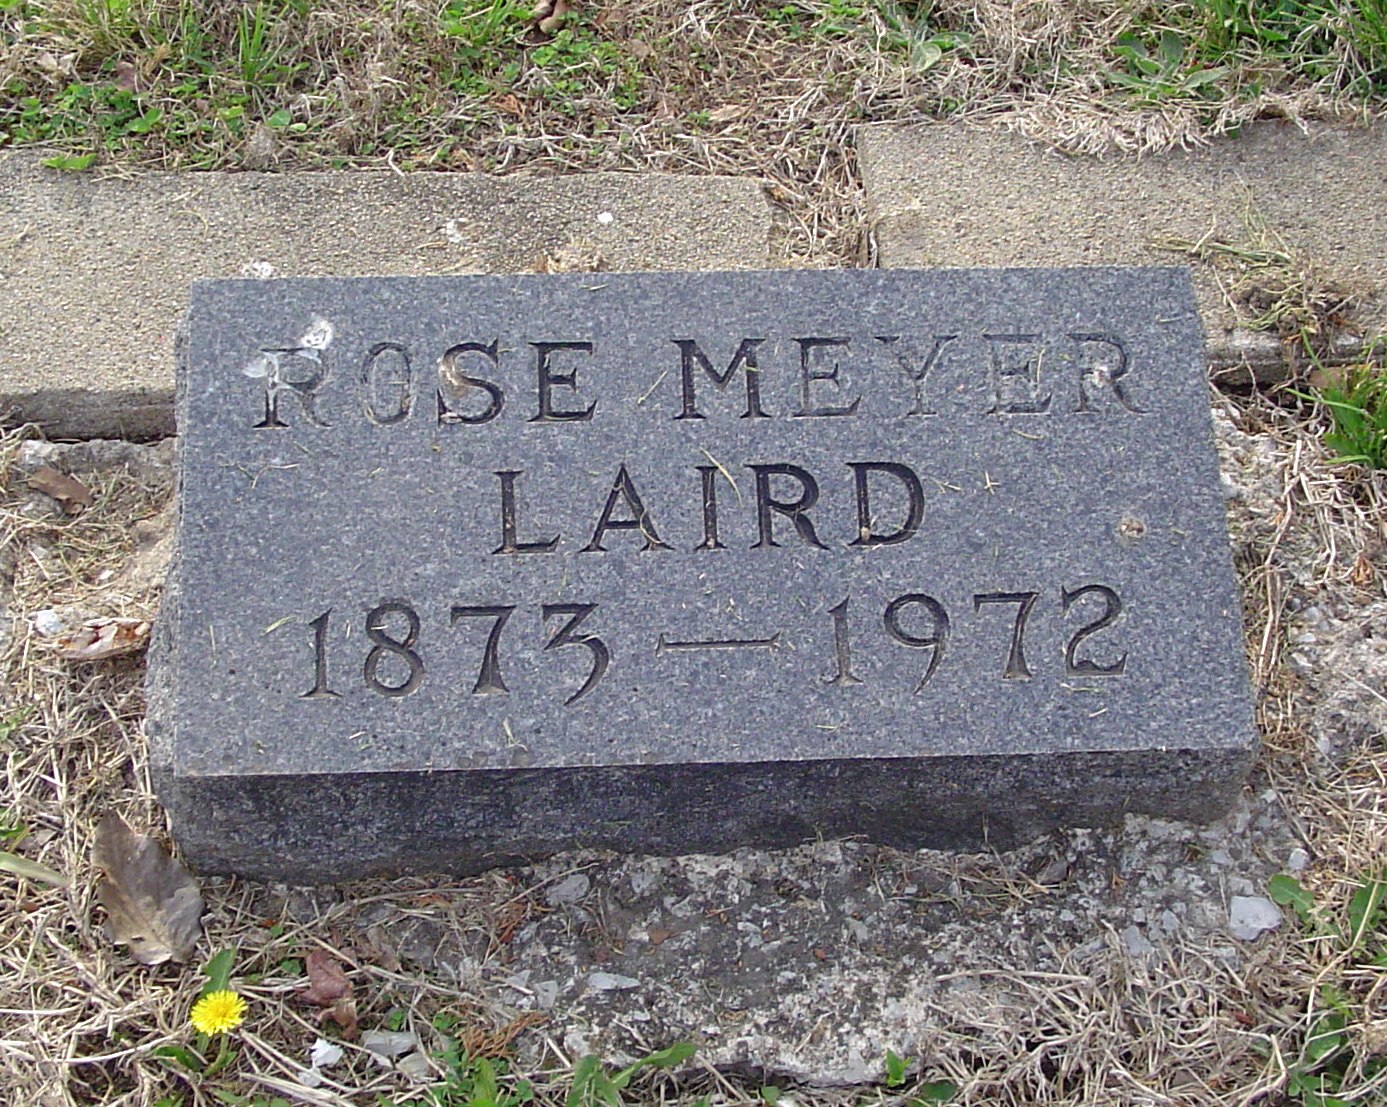 ROSE MEYER
LAIRD
1873 — 1972